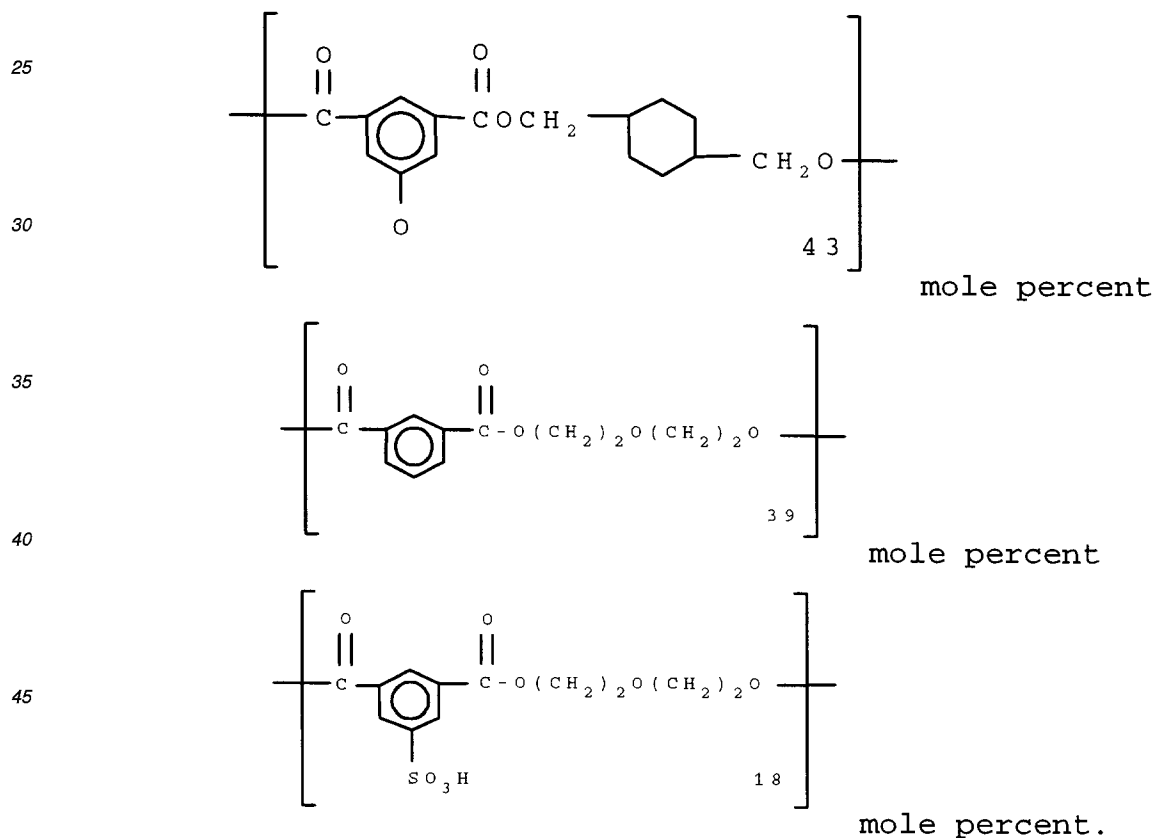 25
O O
|| ||
C COCH₂
CH₂O
30
O
43
mole percent
35
O O
|| ||
C C-O(CH₂)₂O(CH₂)₂O
39
40
mole percent
O O
|| ||
45
C C-O(CH₂)₂O(CH₂)₂O
SO₃H
18
mole percent.